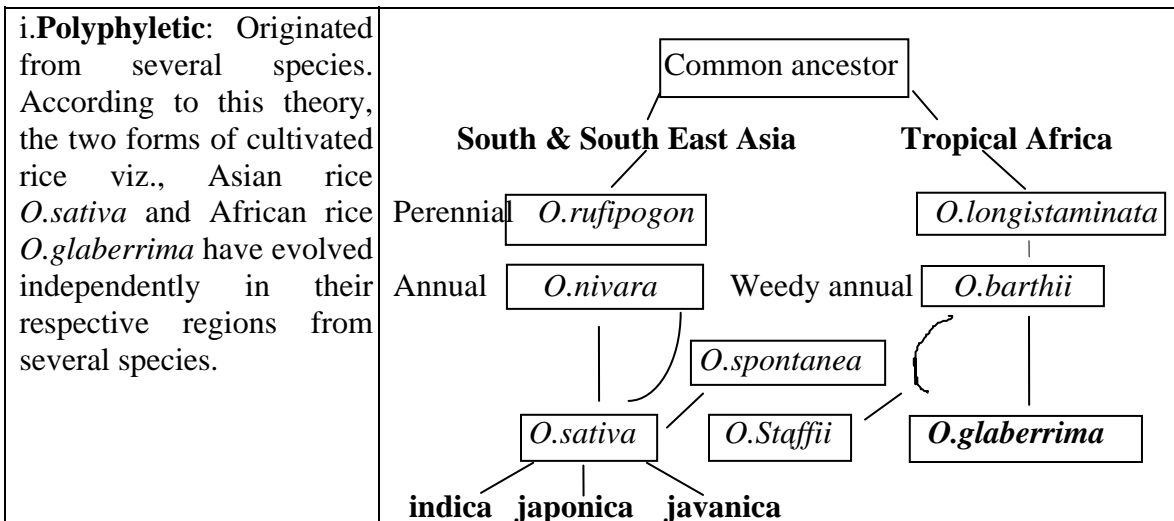 i.Polyphyletic: Originated
from several species.
According to this theory,
the two forms of cultivated
rice viz., Asian rice
O.sativa and African rice
O.glaberrima have evolved
independently in their
respective regions from
several species.
Common ancestor
South & South East Asia Tropical Africa
Perennial O.rufipogon O.longistaminata
Annual O.nivara Weedy annual O.barthii
O.spontanea
O.sativa O.Staffii O.glaberrima
indica japonica javanica